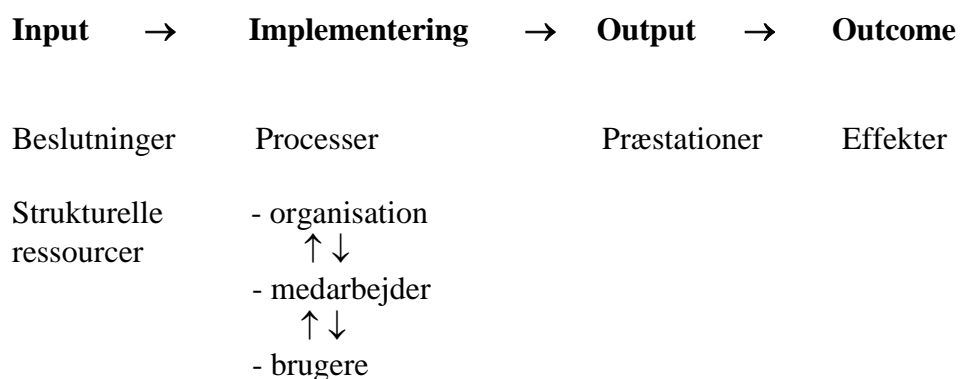 Input → Implementering → Output → Outcome
Beslutninger Processer Præstationer Effekter
Strukturelle - organisation
ressourcer ↑↓
- medarbejder
↑↓
- brugere